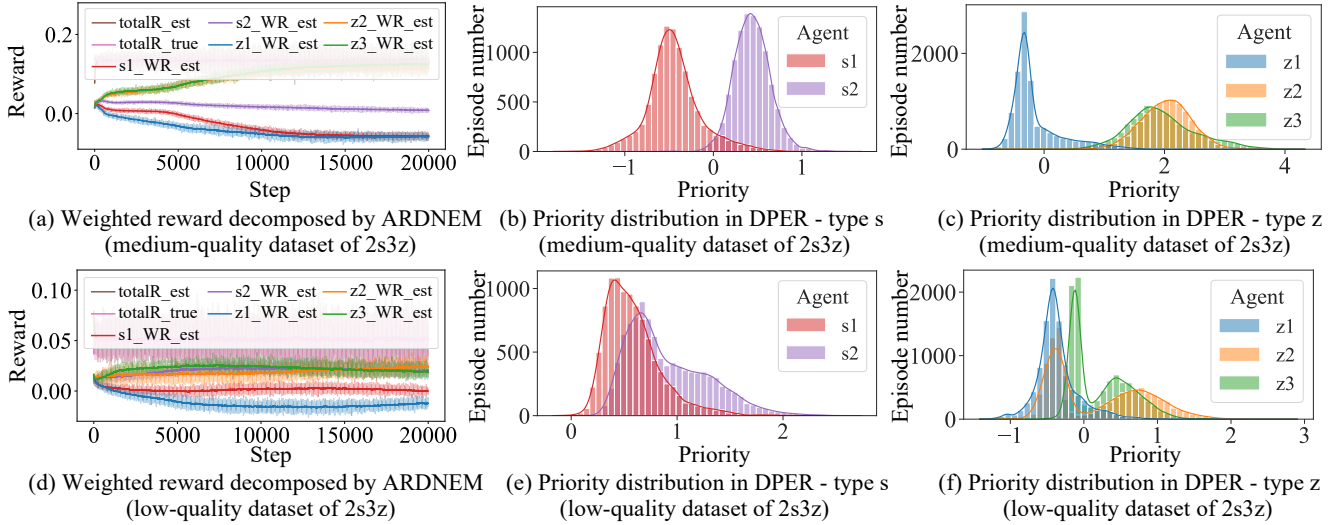 0.2
0.0
Reward
totalR_est
totalR_true
s1_WR_est
s2_WR_est
z1_WR_est
z2_WR_est
z3_WR_est
0 5000 10000 15000 20000
Step
(a) Weighted reward decomposed by ARDNEM
(medium-quality dataset of 2s3z)
1000
500
0
Episode number
Agent
s1
s2
−1 0 1
Priority
(b) Priority distribution in DPER - type s
(medium-quality dataset of 2s3z)
2000
0
Episode number
Agent
z1
z2
z3
0 2 4
Priority
(c) Priority distribution in DPER - type z
(medium-quality dataset of 2s3z)
0.10
0.05
0.00
Reward
totalR_est
totalR_true
s1_WR_est
s2_WR_est
z1_WR_est
z2_WR_est
z3_WR_est
0 5000 10000 15000 20000
Step
(d) Weighted reward decomposed by ARDNEM
(low-quality dataset of 2s3z)
1000
500
0
Episode number
Agent
s1
s2
0 1 2
Priority
(e) Priority distribution in DPER - type s
(low-quality dataset of 2s3z)
2000
1000
0
Episode number
Agent
z1
z2
z3
−1 0 1 2 3
Priority
(f) Priority distribution in DPER - type z
(low-quality dataset of 2s3z)